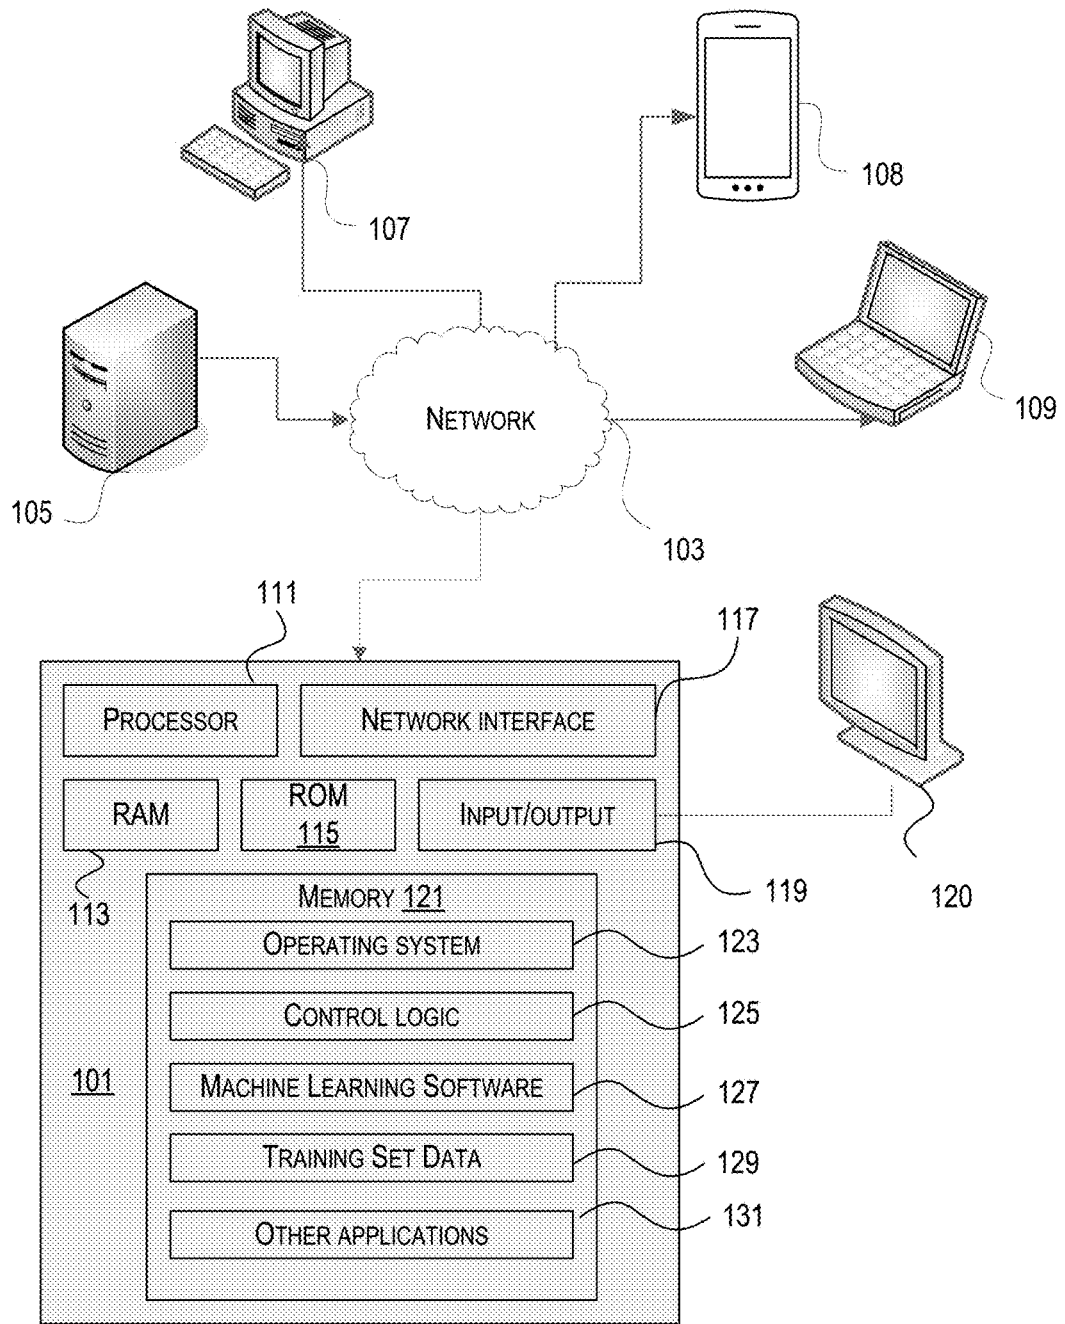 107
108
109
NETWORK
105
103
111
117
PROCESSOR
NETWORK INTERFACE
RAM
ROM
115
INPUT/OUTPUT
113
119
120
MEMORY 121
OPERATING SYSTEM
123
CONTROL LOGIC
125
101
MACHINE LEARNING SOFTWARE
127
TRAINING SET DATA
129
OTHER APPLICATIONS
131